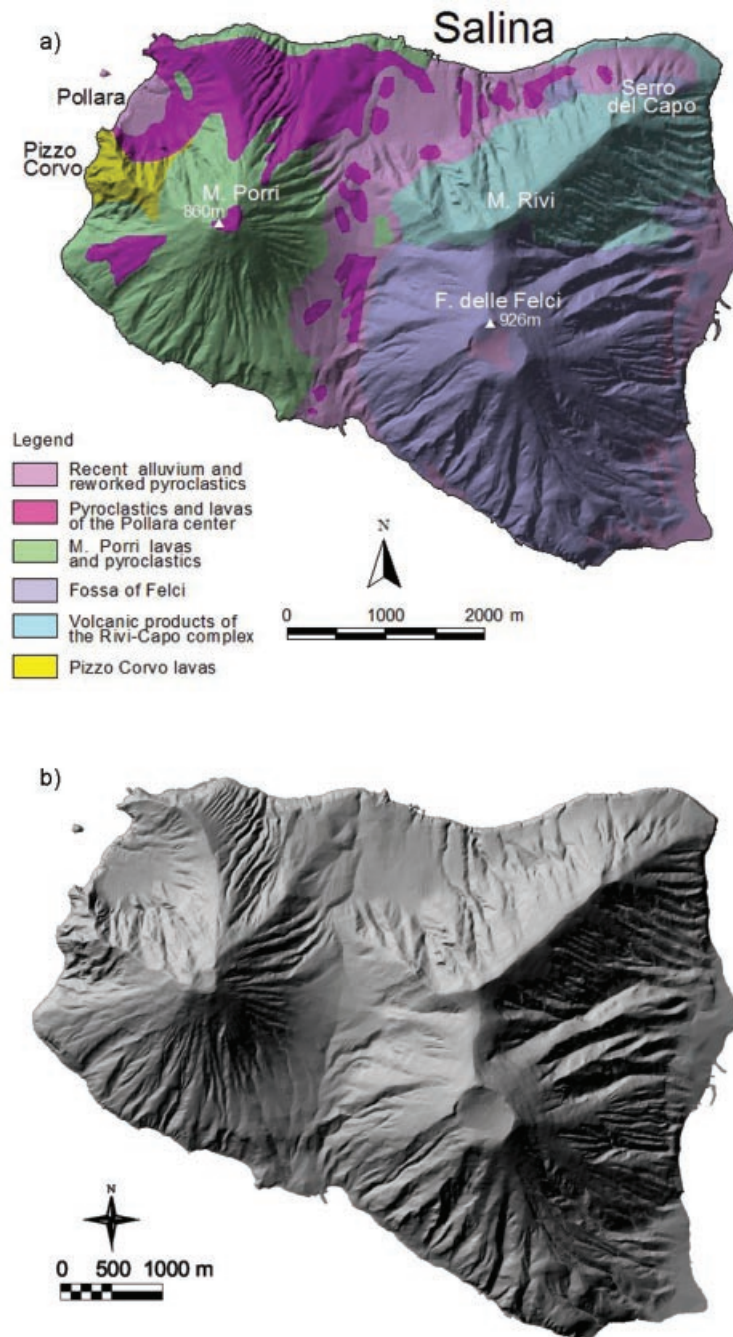 a)
Salina
Pollara
Serro
del Capo
Pizzo
Corvo
M. Porri
860m
M. Rivi
F. delle Felci
926m
Legend
Recent alluvium and
reworked pyroclastics
Pyroclastics and lavas
of the Pollara center
M. Porri lavas
and pyroclastics
Fossa of Felci
Volcanic products of
the Rivi-Capo complex
Pizzo Corvo lavas
N
0 1000 2000 m
b)
N
0 500 1000 m